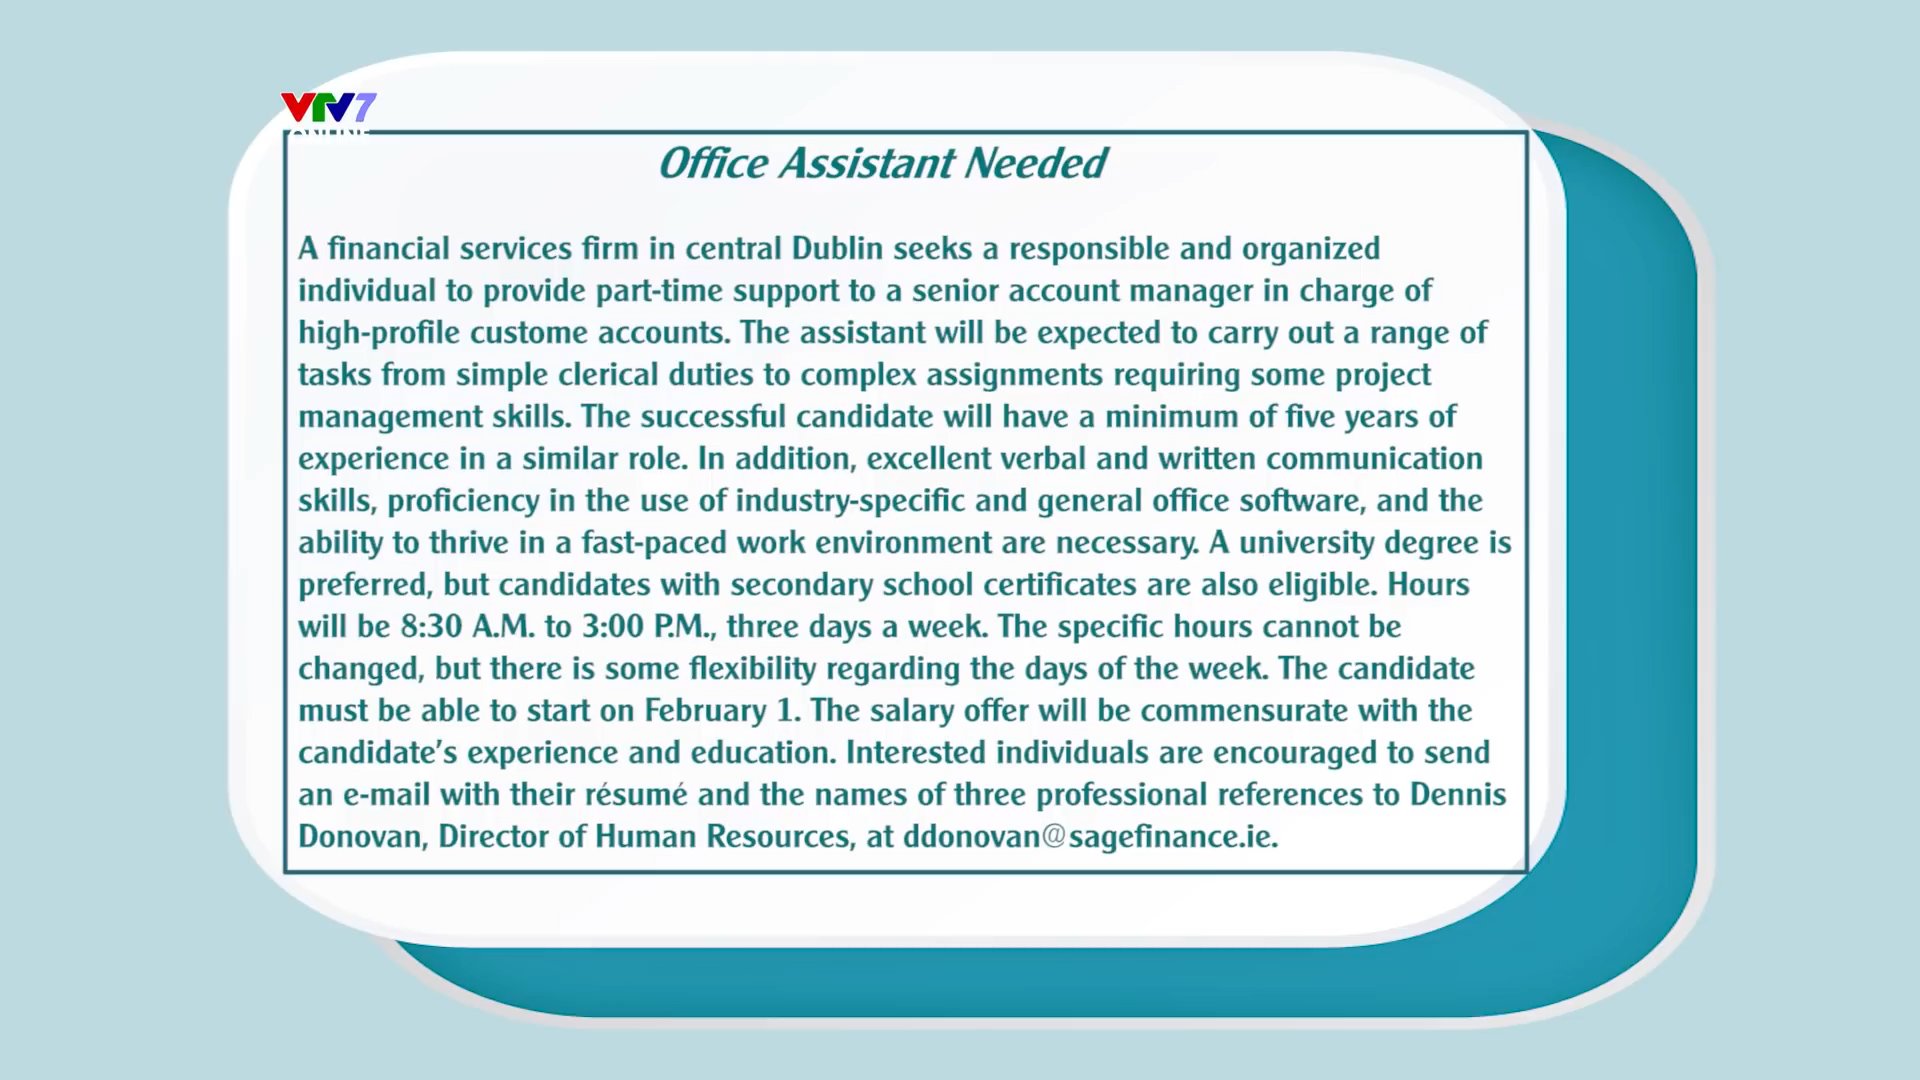 VTV7
ONLINE
Office Assistant Needed
A financial services firm in central Dublin seeks a responsible and organized
individual to provide part-time support to a senior account manager in charge of
high-profile custome accounts. The assistant will be expected to carry out a range of
tasks from simple clerical duties to complex assignments requiring some project
management skills. The successful candidate will have a minimum of five years of
experience in a similar role. In addition, excellent verbal and written communication
skills, proficiency in the use of industry-specific and general office software, and the
ability to thrive in a fast-paced work environment are necessary. A university degree is
preferred, but candidates with secondary school certificates are also eligible. Hours
will be 8:30 A.M. to 3:00 P.M., three days a week. The specific hours cannot be
changed, but there is some flexibility regarding the days of the week. The candidate
must be able to start on February 1. The salary offer will be commensurate with the
candidate’s experience and education. Interested individuals are encouraged to send
an e-mail with their résumé and the names of three professional references to Dennis
Donovan, Director of Human Resources, at ddonovan@sagefinance.ie.